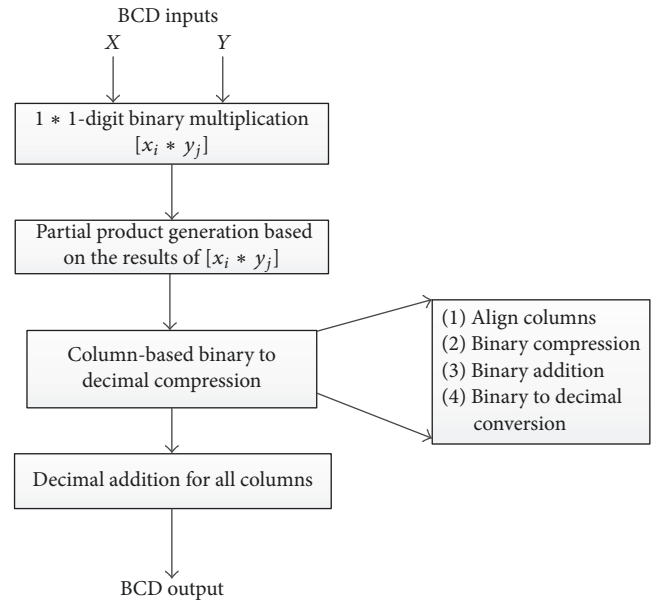 BCD inputs
X Y
1 * 1-digit binary multiplication
[x_i * y_j]
Partial product generation based
on the results of [x_i * y_j]
Column-based binary to
decimal compression
(1) Align columns
(2) Binary compression
(3) Binary addition
(4) Binary to decimal
conversion
Decimal addition for all columns
BCD output